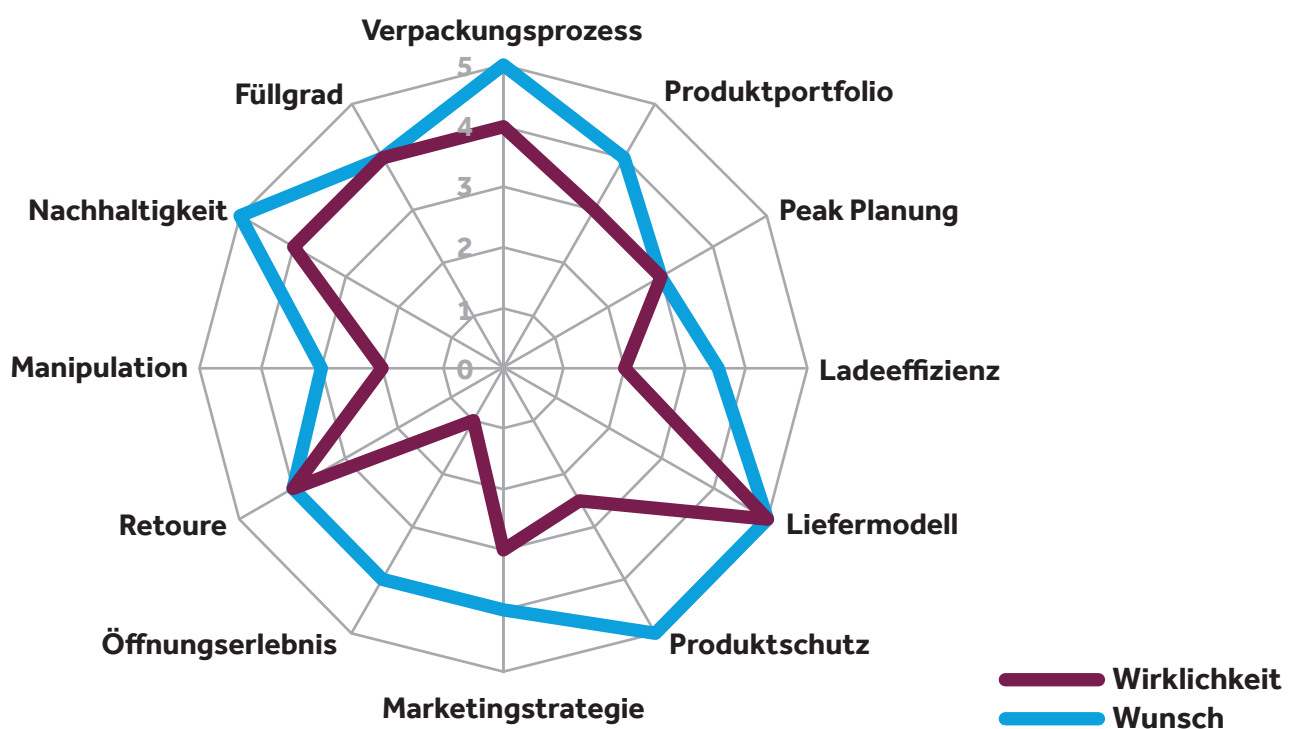 Verpackungsprozess
5
Füllgrad
Produktportfolio
4
3
Nachhaltigkeit
Peak Planung
2
1
Manipulation
0
Ladeeffizienz
Retoure
Liefermodell
Öffnungserlebnis
Produktschutz
Marketingstrategie
Wirklichkeit
Wunsch